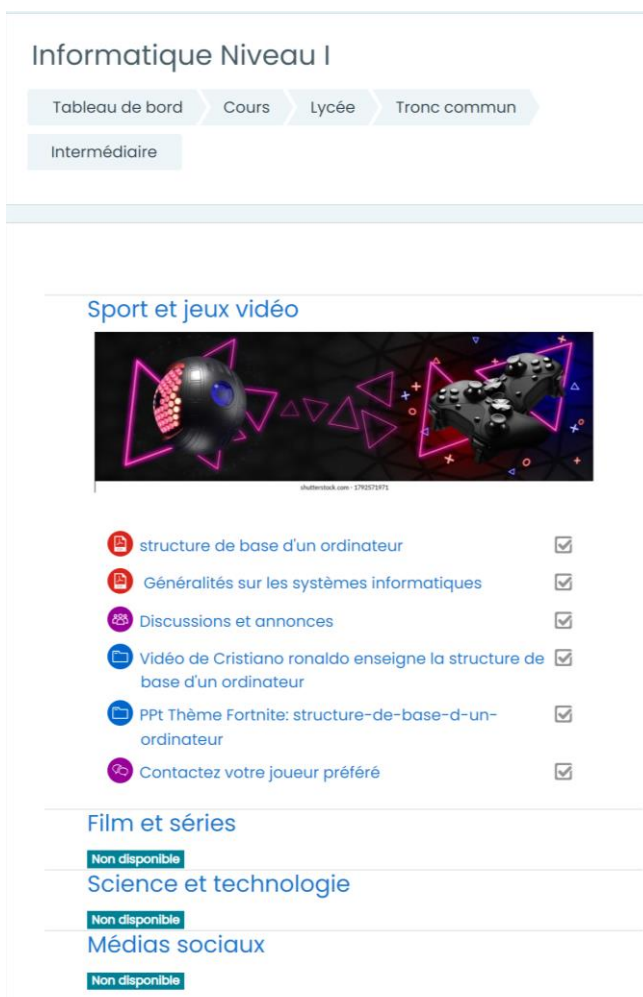 Informatique Niveau I
Tableau de bord Cours Lycée Tronc commun
Intermédiaire
Sport et jeux vidéo
shutterstock.com · 1792571971
structure de base d'un ordinateur
Généralités sur les systèmes informatiques
Discussions et annonces
Vidéo de Cristiano ronaldo enseigne la structure de
base d'un ordinateur
PPt Thème Fortnite: structure-de-base-d-un-
ordinateur
Contactez votre joueur préféré
Film et séries
Non disponible
Science et technologie
Non disponible
Médias sociaux
Non disponible